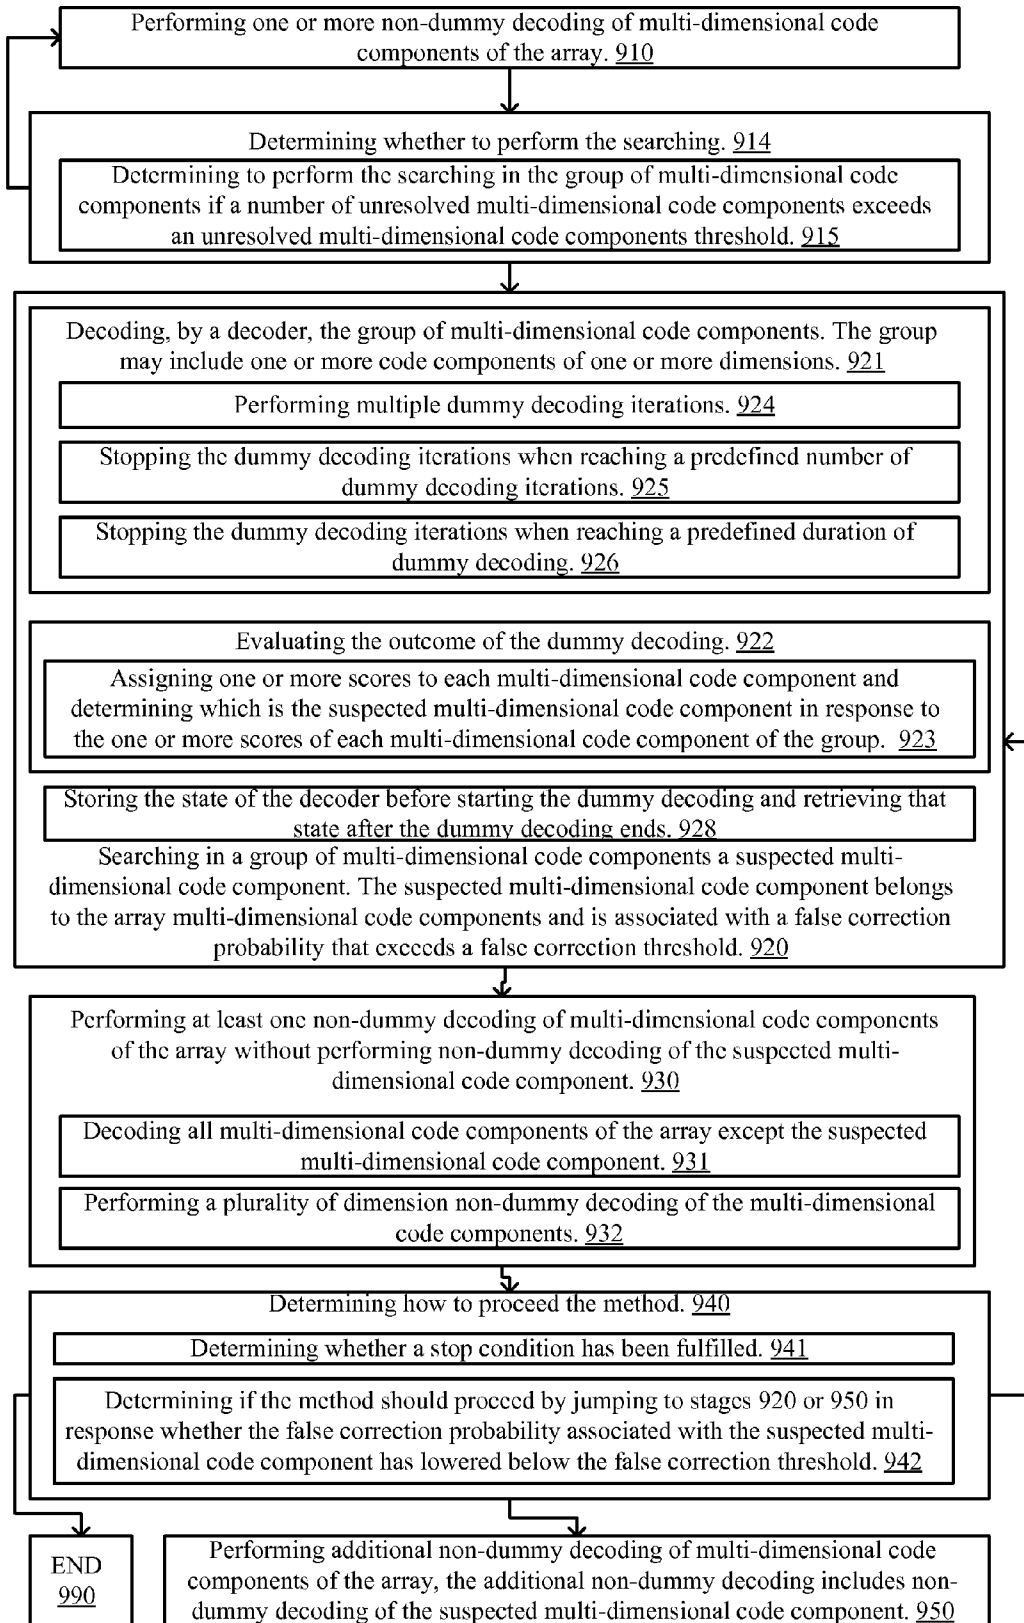 Performing one or more non-dummy decoding of multi-dimensional code
components of the array. 910
Determining whether to perform the searching. 914
Determining to perform the searching in the group of multi-dimensional code
components if a number of unresolved multi-dimensional code components exceeds
an unresolved multi-dimensional code components threshold. 915
Decoding, by a decoder, the group of multi-dimensional code components. The group
may include one or more code components of one or more dimensions. 921
Performing multiple dummy decoding iterations. 924
Stopping the dummy decoding iterations when reaching a predefined number of
dummy decoding iterations. 925
Stopping the dummy decoding iterations when reaching a predefined duration of
dummy decoding. 926
Evaluating the outcome of the dummy decoding. 922
Assigning one or more scores to each multi-dimensional code component and
determining which is the suspected multi-dimensional code component in response to
the one or more scores of each multi-dimensional code component of the group. 923
Storing the state of the decoder before starting the dummy decoding and retrieving that
state after the dummy decoding ends. 928
Searching in a group of multi-dimensional code components a suspected multi-
dimensional code component. The suspected multi-dimensional code component belongs
to the array multi-dimensional code components and is associated with a false correction
probability that exceeds a false correction threshold. 920
Performing at least one non-dummy decoding of multi-dimensional code components
of the array without performing non-dummy decoding of the suspected multi-
dimensional code component. 930
Decoding all multi-dimensional code components of the array except the suspected
multi-dimensional code component. 931
Performing a plurality of dimension non-dummy decoding of the multi-dimensional
code components. 932
Determining how to proceed the method. 940
Determining whether a stop condition has been fulfilled. 941
Determining if the method should proceed by jumping to stages 920 or 950 in
response whether the false correction probability associated with the suspected multi-
dimensional code component has lowered below the false correction threshold. 942
END
990
Performing additional non-dummy decoding of multi-dimensional code
components of the array, the additional non-dummy decoding includes non-
dummy decoding of the suspected multi-dimensional code component. 950